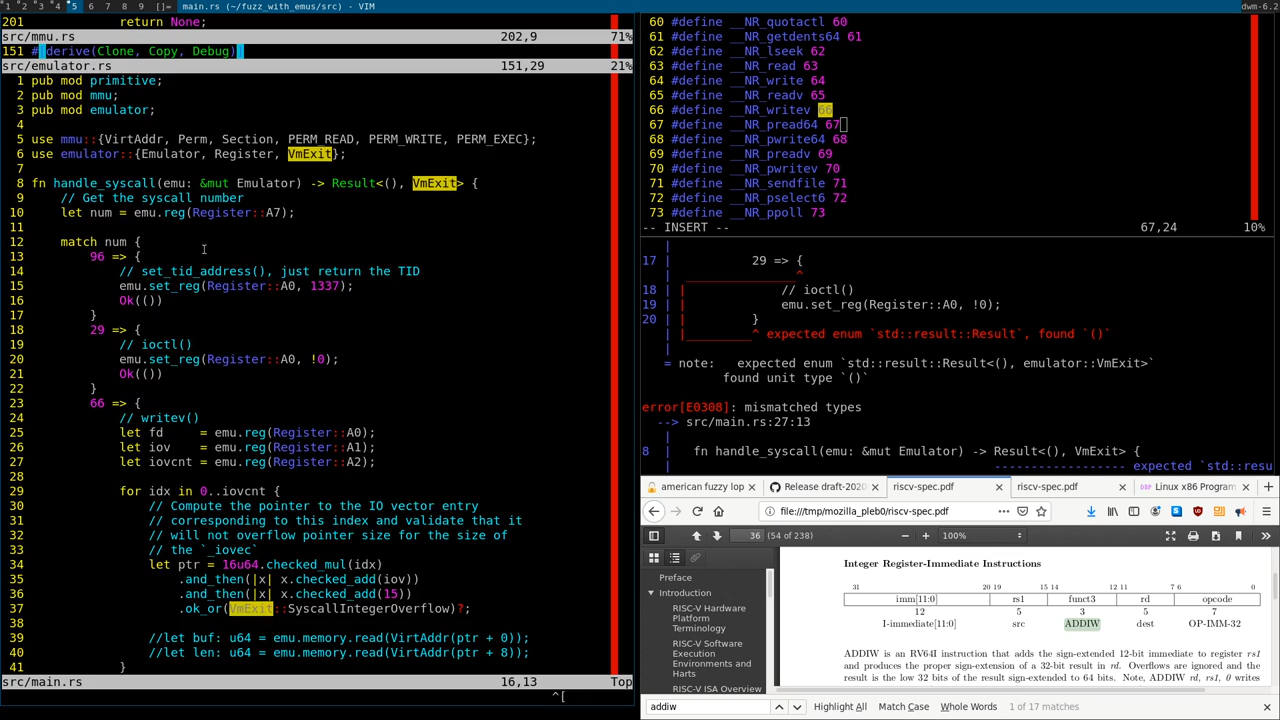 1 2 3 4 5 6 7 8 9 []= main.rs (~/fuzz_with_emus/src) - VIM
dwm-6.2
201 return None;
src/mmu.rs 202,9 71%
151 #[derive(Clone, Copy, Debug)]
src/emulator.rs 151,29 21%
1 pub mod primitive;
2 pub mod mmu;
3 pub mod emulator;
4
5 use mmu::{VirtAddr, Perm, Section, PERM_READ, PERM_WRITE, PERM_EXEC};
6 use emulator::{Emulator, Register, VmExit};
7
8 fn handle_syscall(emu: &mut Emulator) -> Result<(), VmExit> {
9 // Get the syscall number
10 let num = emu.reg(Register::A7);
11
12 match num {
13 96 => {
14 // set_tid_address(), just return the TID
15 emu.set_reg(Register::A0, 1337);
16 Ok(())
17 }
18 29 => {
19 // ioctl()
20 emu.set_reg(Register::A0, !0);
21 Ok(())
22 }
23 66 => {
24 // writev()
25 let fd     = emu.reg(Register::A0);
26 let iov    = emu.reg(Register::A1);
27 let iovcnt = emu.reg(Register::A2);
28
29 for idx in 0..iovcnt {
30 // Compute the pointer to the IO vector entry
31 // corresponding to this index and validate that it
32 // will not overflow pointer size for the size of
33 // the `_iovec`
34 let ptr = 16u64.checked_mul(idx)
35 .and_then(|x| x.checked_add(iov))
36 .and_then(|x| x.checked_add(15))
37 .ok_or(VmExit::SyscallIntegerOverflow)?;
38
39 //let buf: u64 = emu.memory.read(VirtAddr(ptr + 0));
40 //let len: u64 = emu.memory.read(VirtAddr(ptr + 8));
41 }
src/main.rs 16,13 Top
^[
60 #define __NR_quotactl 60
61 #define __NR_getdents64 61
62 #define __NR_lseek 62
63 #define __NR_read 63
64 #define __NR_write 64
65 #define __NR_readv 65
66 #define __NR_writev 66
67 #define __NR_pread64 67
68 #define __NR_pwrite64 68
69 #define __NR_preadv 69
70 #define __NR_pwritev 70
71 #define __NR_sendfile 71
72 #define __NR_pselect6 72
73 #define __NR_ppoll 73
-- INSERT -- 67,24 10%
|
17 | 29 => {
| ______________^
18 | | // ioctl()
19 | | emu.set_reg(Register::A0, !0);
20 | | }
| |_________^ expected enum `std::result::Result`, found `()`
|
= note: expected enum `std::result::Result<(), emulator::VmExit>`
found unit type `()`
error[E0308]: mismatched types
--> src/main.rs:27:13
|
8 | fn handle_syscall(emu: &mut Emulator) -> Result<(), VmExit> {
| ------------------ expected `std::resu
american fuzzy lop × Release draft-2020 × riscv-spec.pdf × riscv-spec.pdf × Linux x86 Program × +
file:///tmp/mozilla_pleb0/riscv-spec.pdf
36 (54 of 238) − + 100%
Preface
Introduction
RISC-V Hardware
Platform
Terminology
RISC-V Software
Execution
Environments and
Harts
RISC-V ISA Overview
Integer Register-Immediate Instructions
31 20 19 15 14 12 11 7 6 0
imm[11:0] rs1 funct3 rd opcode
12 5 3 5 7
I-immediate[11:0] src ADDIW dest OP-IMM-32
ADDIW is an RV64I instruction that adds the sign-extended 12-bit immediate to register rs1
and produces the proper sign-extension of a 32-bit result in rd. Overflows are ignored and the
result is the low 32 bits of the result sign-extended to 64 bits. Note, ADDIW rd, rs1, 0 writes
addiw Highlight All Match Case Whole Words 1 of 17 matches ×